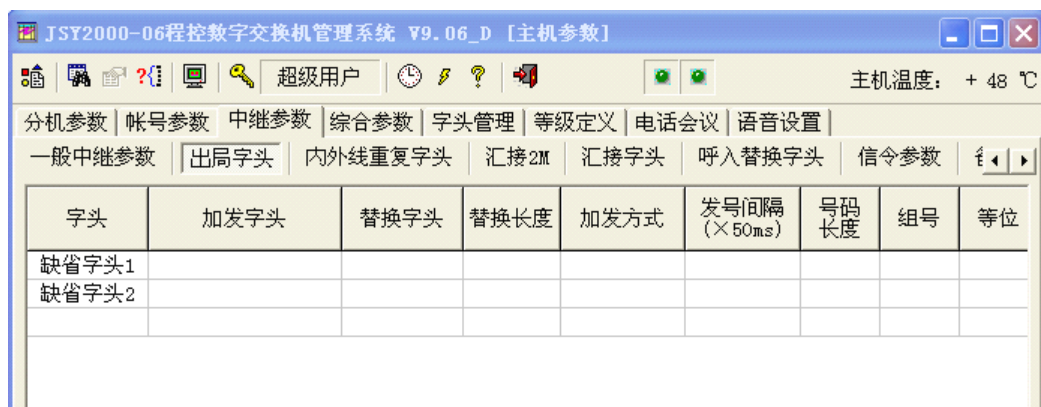 JSY2000-06程控数字交换机管理系统 V9.06_D [主机参数]
超级用户 主机温度: + 48 ℃
分机参数 帐号参数 中继参数 综合参数 字头管理 等级定义 电话会议 语音设置
一般中继参数 出局字头 内外线重复字头 汇接2M 汇接字头 呼入替换字头 信令参数
字头 加发字头 替换字头 替换长度 加发方式 发号间隔 (×50ms) 号码长度 组号 等位
缺省字头1
缺省字头2